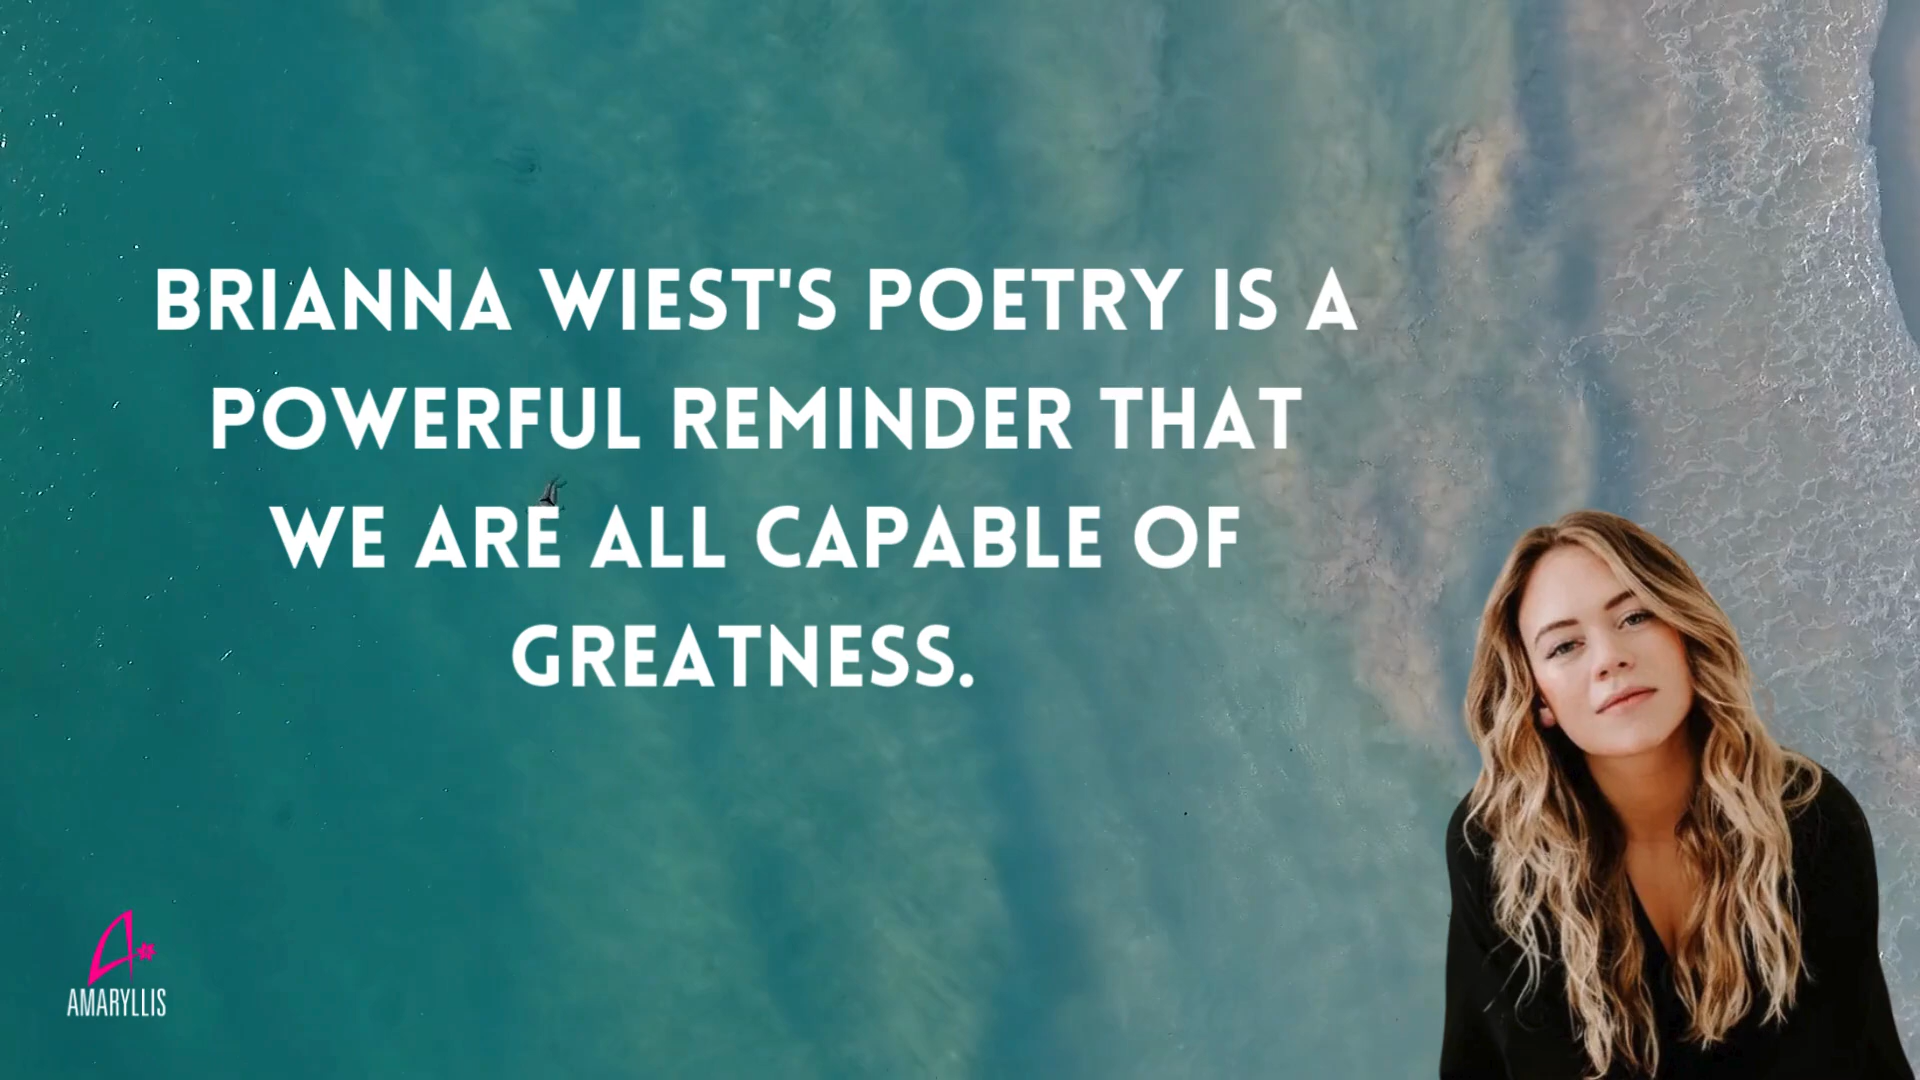 BRIANNA WIEST'S POETRY IS A
POWERFUL REMINDER THAT
WE ARE ALL CAPABLE OF
GREATNESS.
AMARYLLIS